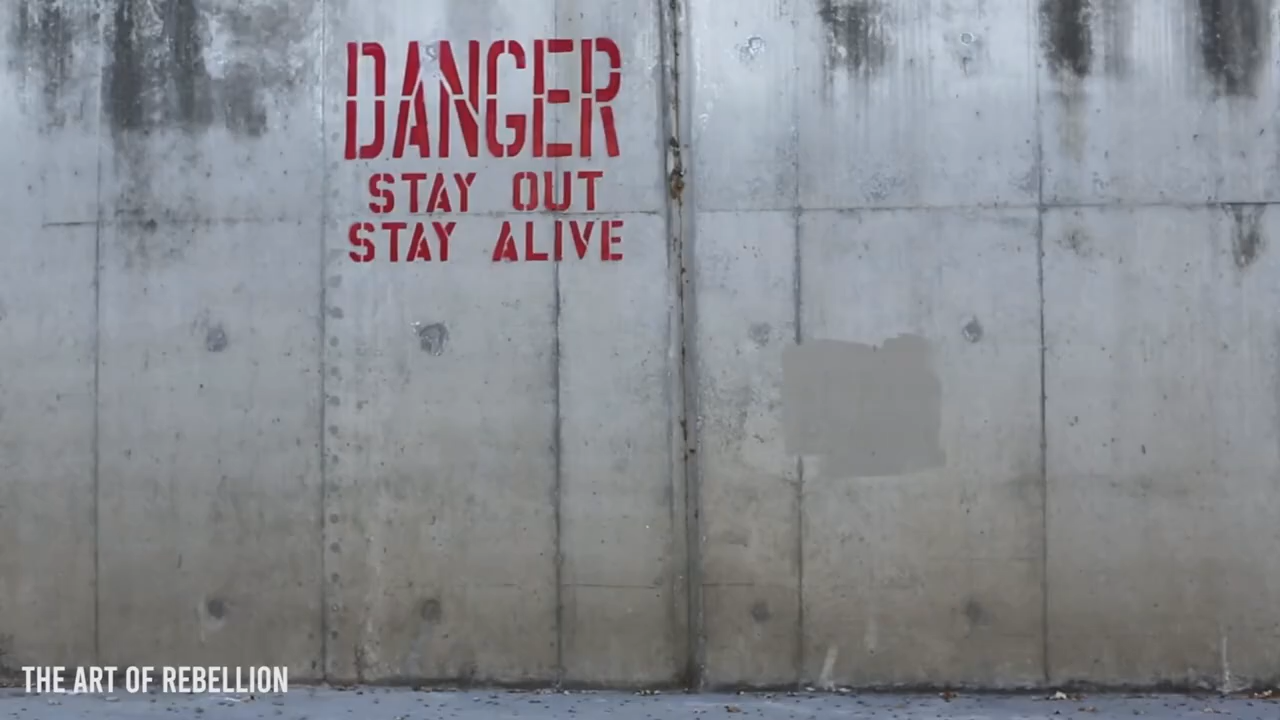 DANGER
STAY OUT
STAY ALIVE
THE ART OF REBELLION